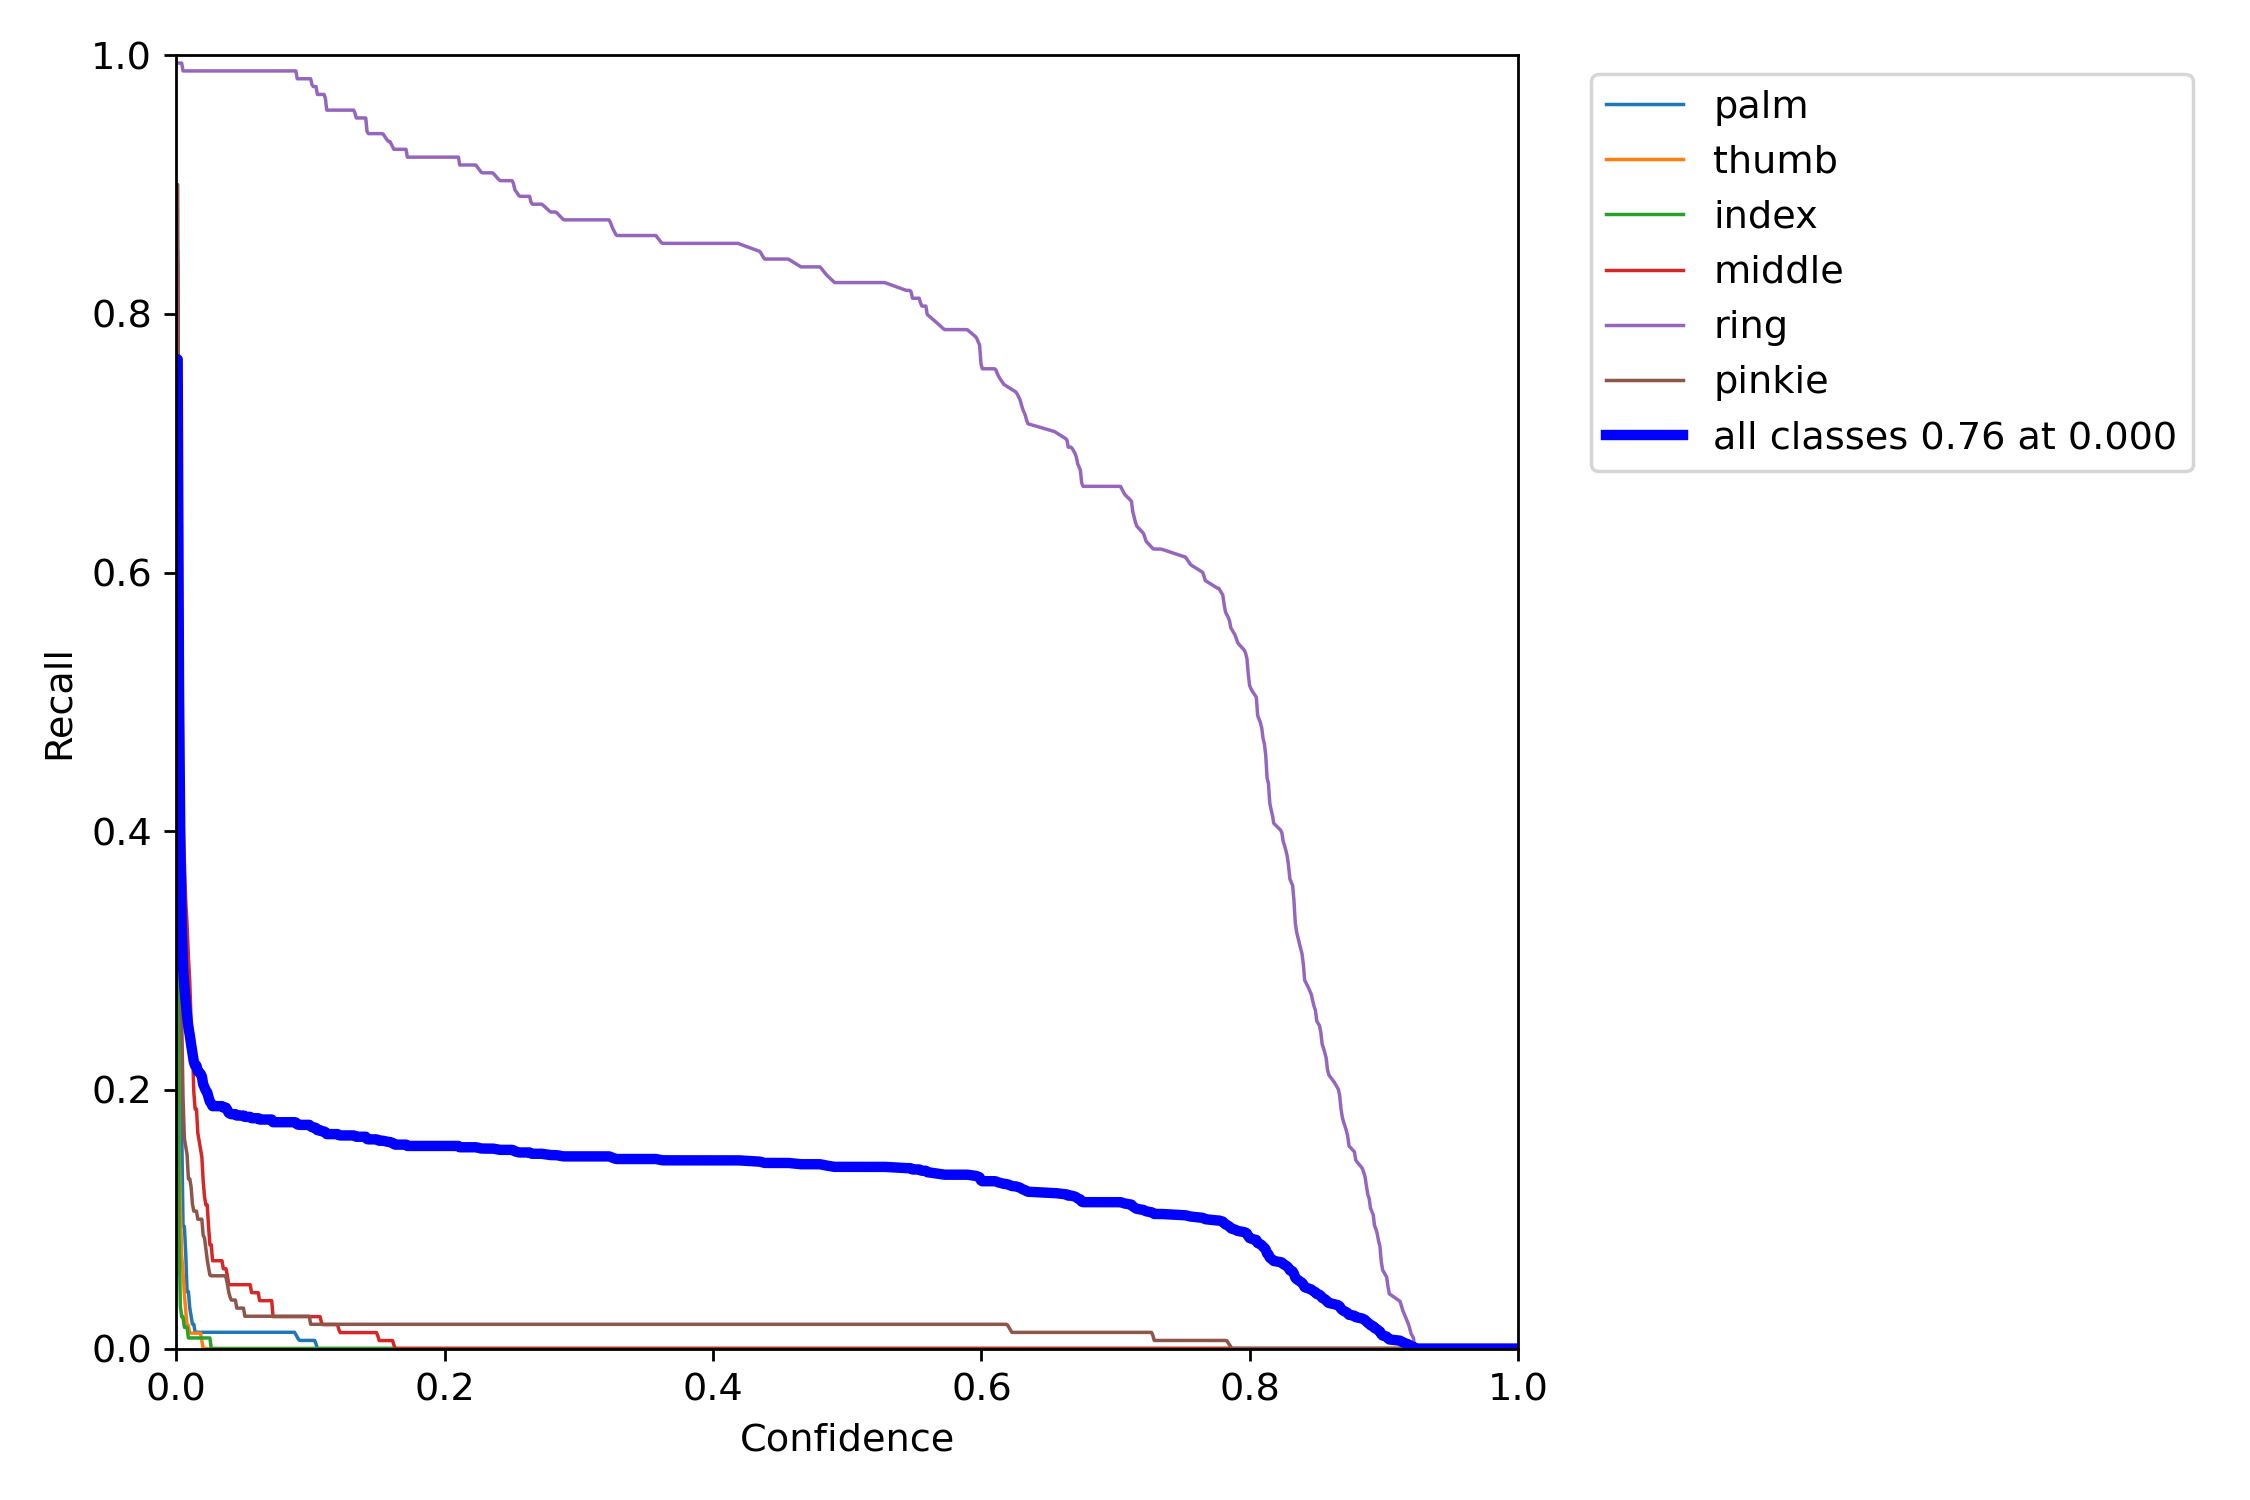 1.0
0.8
0.6
0.4
0.2
0.0
Recall
0.0 0.2 0.4 0.6 0.8 1.0
Confidence
palm
thumb
index
middle
ring
pinkie
all classes 0.76 at 0.000